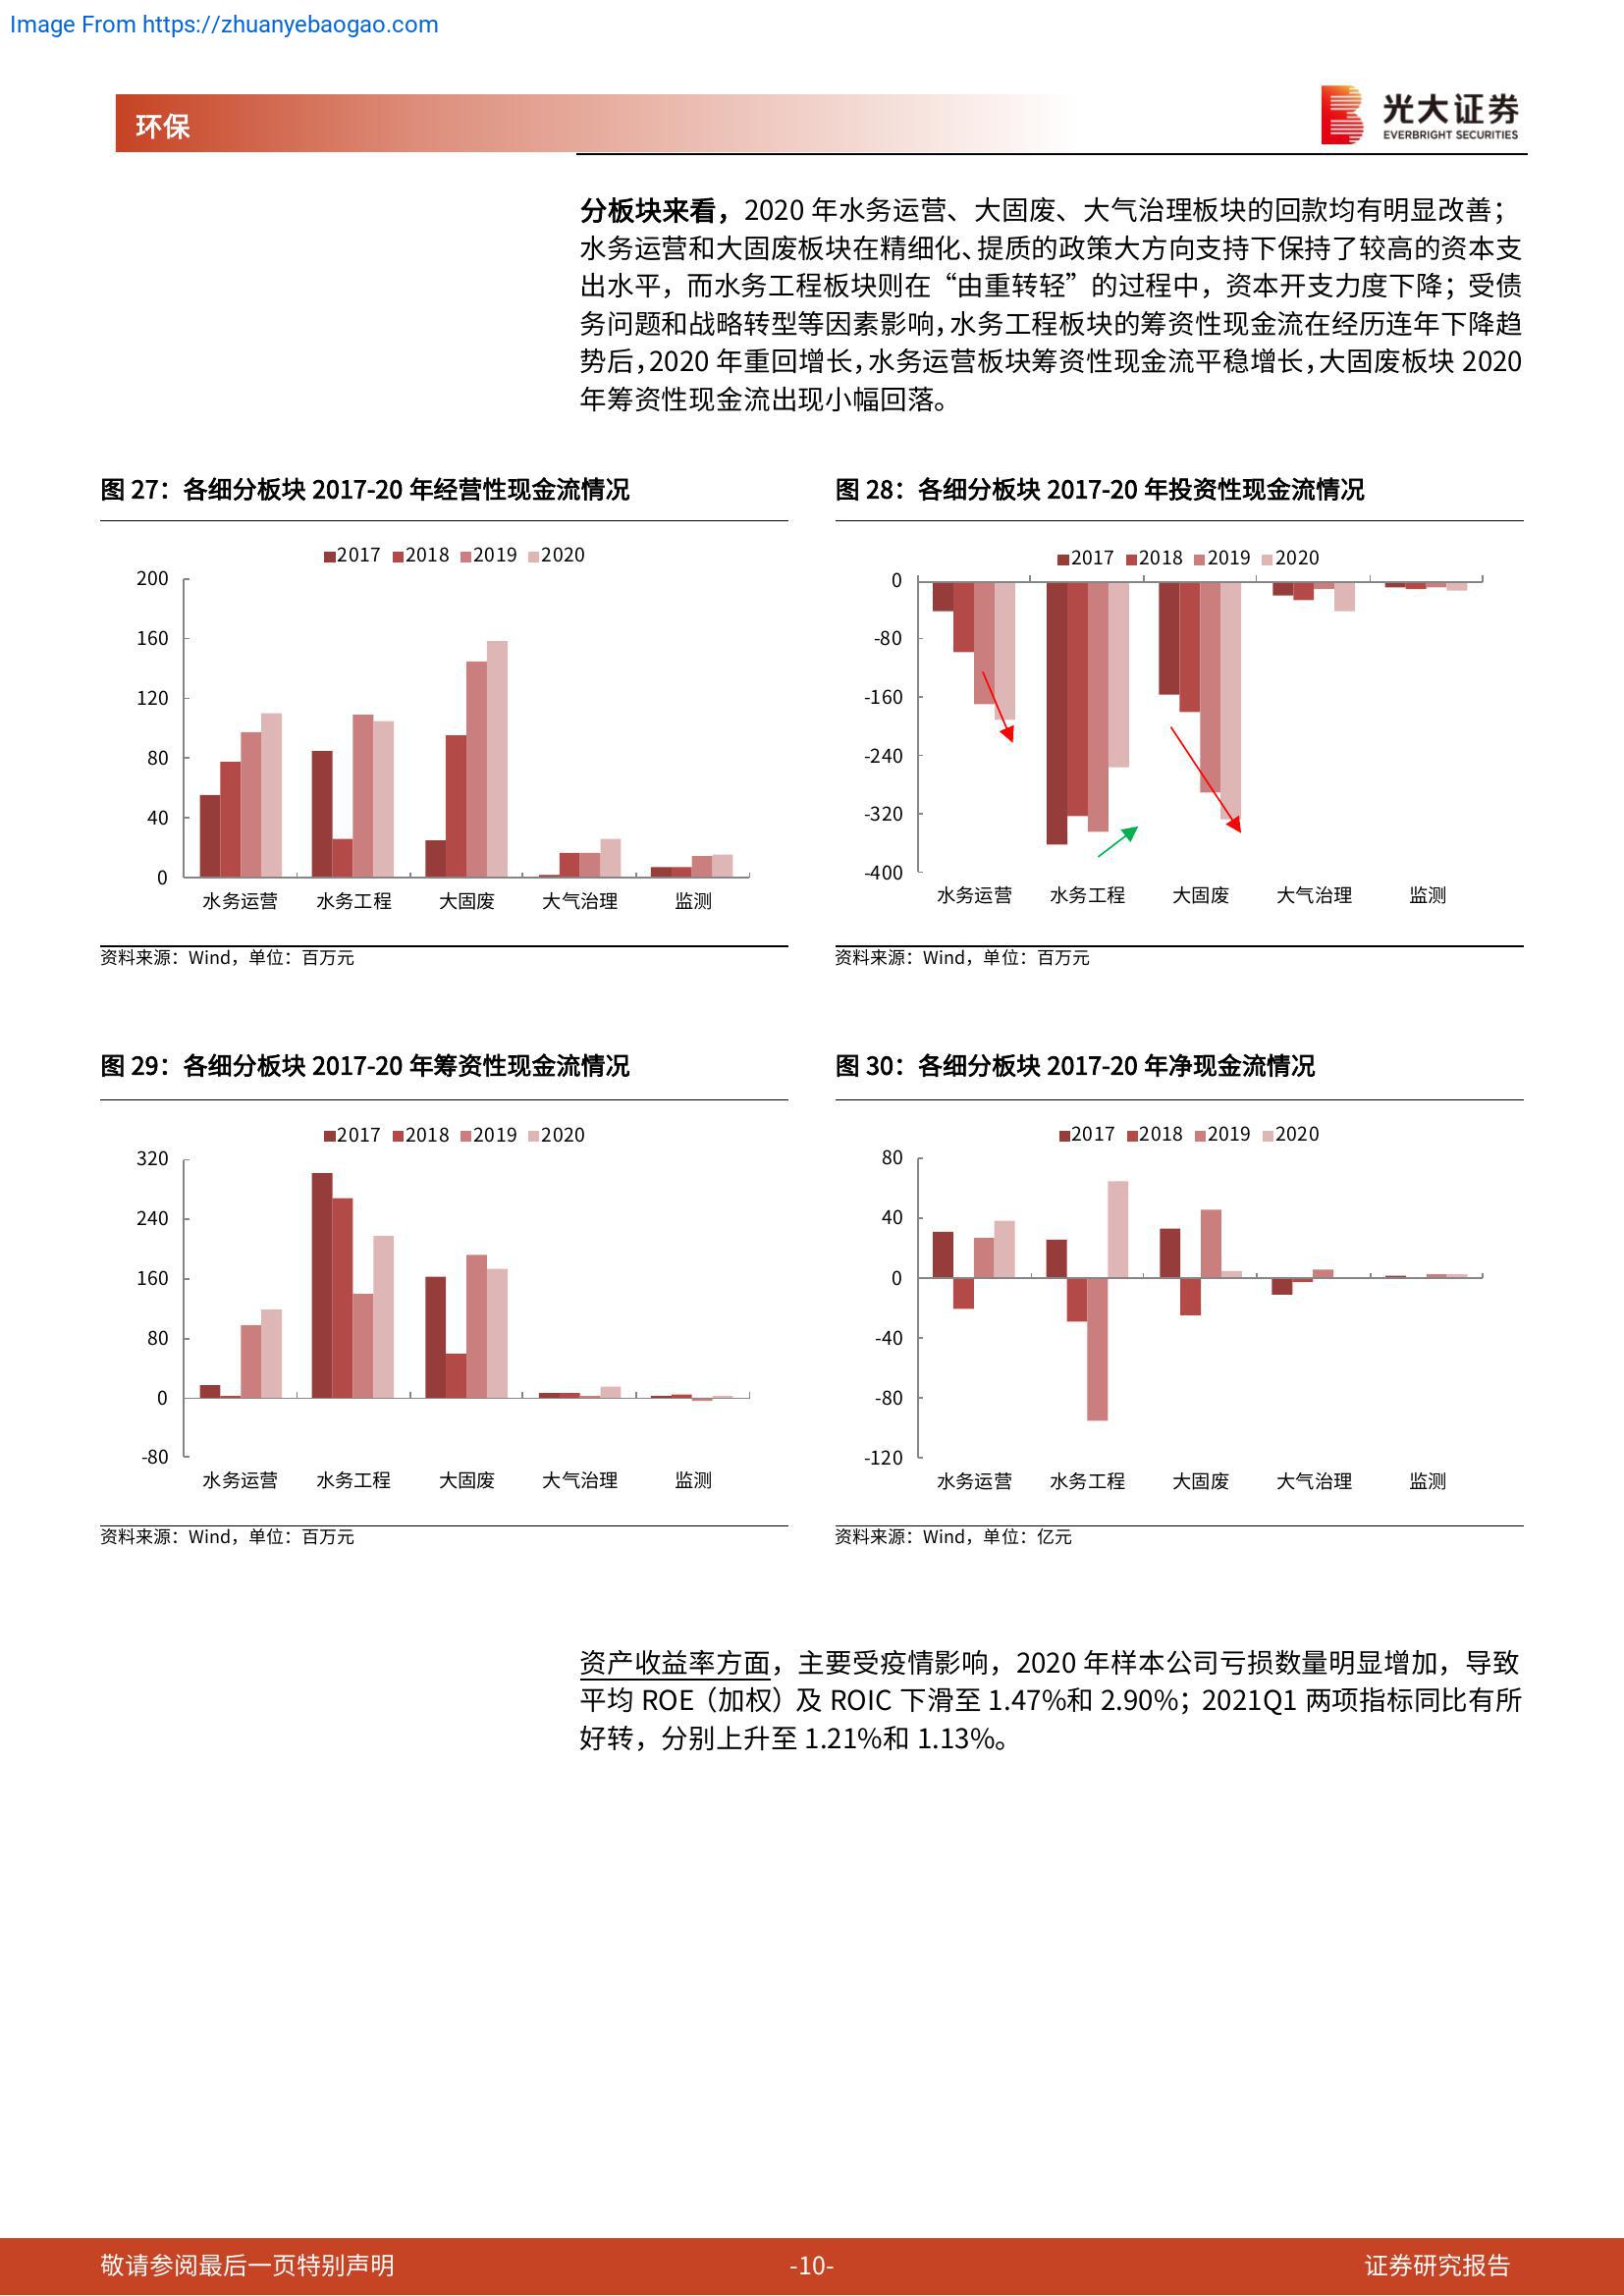 Image From https://zhuanyebaogao.com
环保
光大证券
EVERBRIGHT SECURITIES
分板块来看，2020 年水务运营、大固废、大气治理板块的回款均有明显改善；
水务运营和大固废板块在精细化、提质的政策大方向支持下保持了较高的资本支
出水平，而水务工程板块则在“由重转轻”的过程中，资本开支力度下降；受债
务问题和战略转型等因素影响，水务工程板块的筹资性现金流在经历连年下降趋
势后，2020 年重回增长，水务运营板块筹资性现金流平稳增长，大固废板块 2020
年筹资性现金流出现小幅回落。
图 27：各细分板块 2017-20 年经营性现金流情况
2017 2018 2019 2020
200
160
120
80
40
0
水务运营 水务工程 大固废 大气治理 监测
资料来源：Wind，单位：百万元
图 28：各细分板块 2017-20 年投资性现金流情况
2017 2018 2019 2020
0
-80
-160
-240
-320
-400
水务运营 水务工程 大固废 大气治理 监测
资料来源：Wind，单位：百万元
图 29：各细分板块 2017-20 年筹资性现金流情况
2017 2018 2019 2020
320
240
160
80
0
-80
水务运营 水务工程 大固废 大气治理 监测
资料来源：Wind，单位：百万元
图 30：各细分板块 2017-20 年净现金流情况
2017 2018 2019 2020
80
40
0
-40
-80
-120
水务运营 水务工程 大固废 大气治理 监测
资料来源：Wind，单位：亿元
资产收益率方面，主要受疫情影响，2020 年样本公司亏损数量明显增加，导致
平均 ROE（加权）及 ROIC 下滑至 1.47%和 2.90%；2021Q1 两项指标同比有所
好转，分别上升至 1.21%和 1.13%。
敬请参阅最后一页特别声明
-10-
证券研究报告